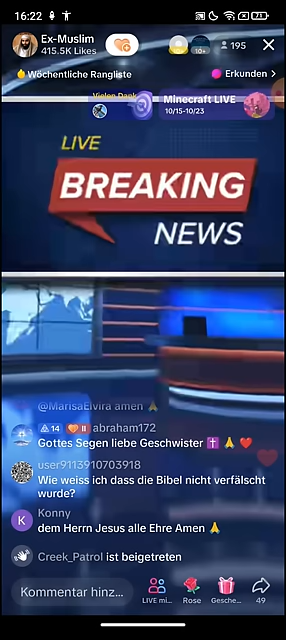 16:22
73
Ex-Muslim
415.5K Likes
10+
195
Wöchentliche Rangliste
Erkunden >
Vielen Dank
Minecraft LIVE
10/15-10/23
LIVE
BREAKING
NEWS
@MarisaElvira amen 🙏
14 II abraham172
Gottes Segen liebe Geschwister ✝️ 🙏 ❤️
user9113910703918
Wie weiss ich dass die Bibel nicht verfälscht
wurde?
K Konny
dem Herrn Jesus alle Ehre Amen 🙏
Creek_Patrol ist beigetreten
Kommentar hinz...
LIVE mi...
Rose
Gesche...
49